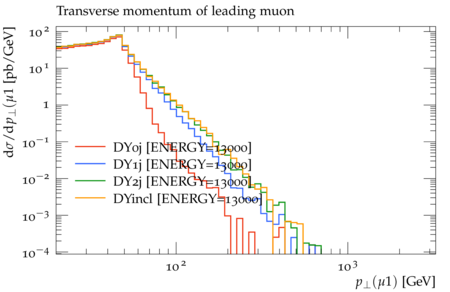 Transverse momentum of leading muon
dσ/dp⊥(μ1) [pb/GeV]
10²
10¹
1
10⁻¹
10⁻²
10⁻³
10⁻⁴
DY0j [ENERGY=13000]
DY1j [ENERGY=13000]
DY2j [ENERGY=13000]
DYincl [ENERGY=13000]
10² 10³
p⊥(μ1) [GeV]